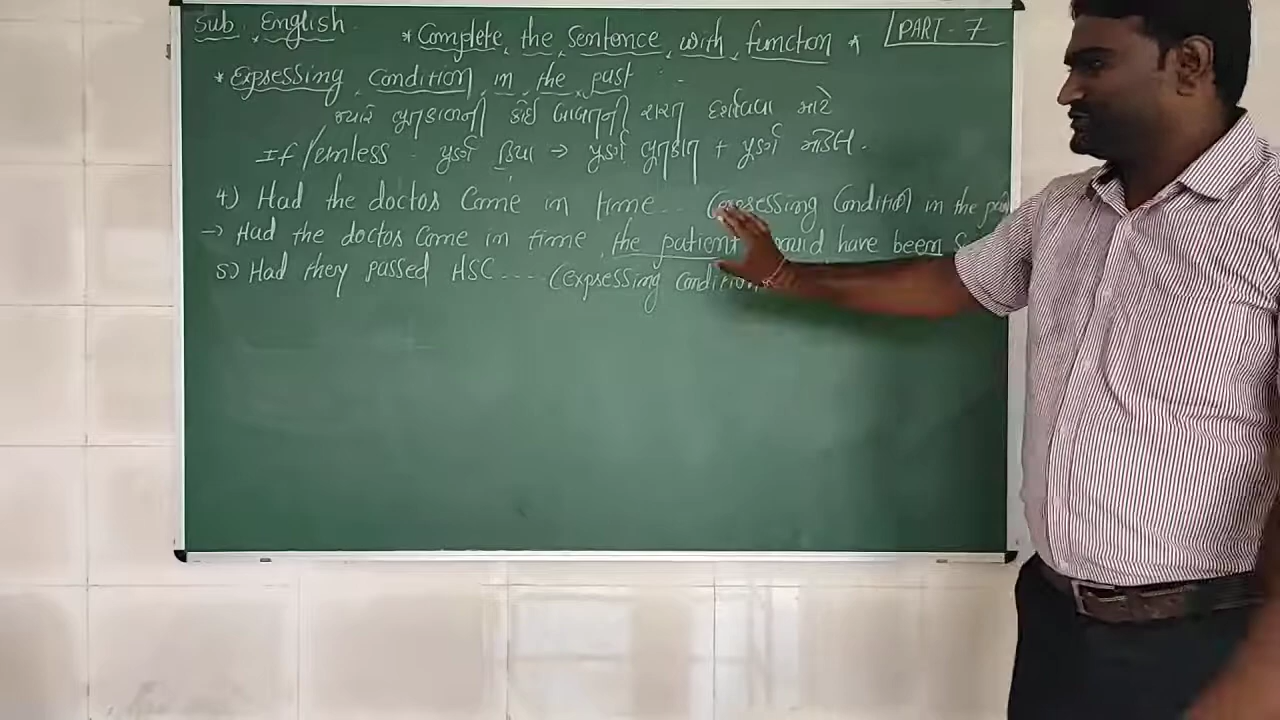 Sub. English
* Complete the sentence with function *
PART - 7
* Expressing condition in the past :-
જ્યારે ભુતકાળની કોઈ બાબતની શરત દર્શાવવા માટે
If / unless - પુર્ણ ક્રિયા → પુર્ણ ભુતકાળ + પુર્ણ મોડલ.
4) Had the doctor come in time... (expressing condition in the past
→ Had the doctor come in time, the patient would have been
5) Had they passed HSC.... (expressing condition